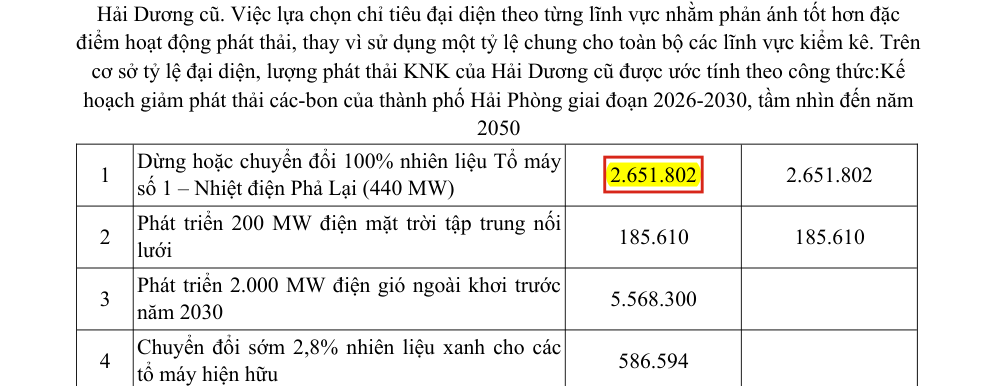 Hải Dương cũ. Việc lựa chọn chỉ tiêu đại diện theo từng lĩnh vực nhằm phản ánh tốt hơn đặc
điểm hoạt động phát thải, thay vì sử dụng một tỷ lệ chung cho toàn bộ các lĩnh vực kiểm kê. Trên
cơ sở tỷ lệ đại diện, lượng phát thải KNK của Hải Dương cũ được ước tính theo công thức:Kế
hoạch giảm phát thải các-bon của thành phố Hải Phòng giai đoạn 2026-2030, tầm nhìn đến năm
2050
1 Dừng hoặc chuyển đổi 100% nhiên liệu Tổ máy 2.651.802 2.651.802
số 1 – Nhiệt điện Phả Lại (440 MW)
2 Phát triển 200 MW điện mặt trời tập trung nối 185.610 185.610
lưới
3 Phát triển 2.000 MW điện gió ngoài khơi trước 5.568.300
năm 2030
4 Chuyển đổi sớm 2,8% nhiên liệu xanh cho các 586.594
tổ máy hiện hữu